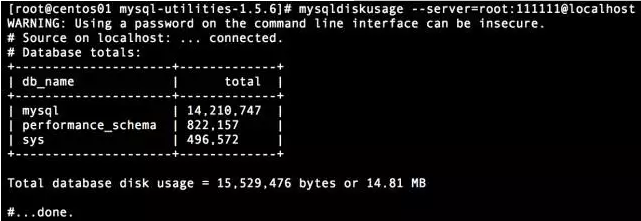 [root@centos01 mysql-utilities-1.5.6]# mysqldiskusage --server=root:111111@localhost
WARNING: Using a password on the command line interface can be insecure.
# Source on localhost: ... connected.
# Database totals:
+---------------------+-------------+
| db_name             |      total  |
+---------------------+-------------+
| mysql               | 14,210,747  |
| performance_schema  | 822,157     |
| sys                 | 496,572     |
+---------------------+-------------+
Total database disk usage = 15,529,476 bytes or 14.81 MB
#...done.